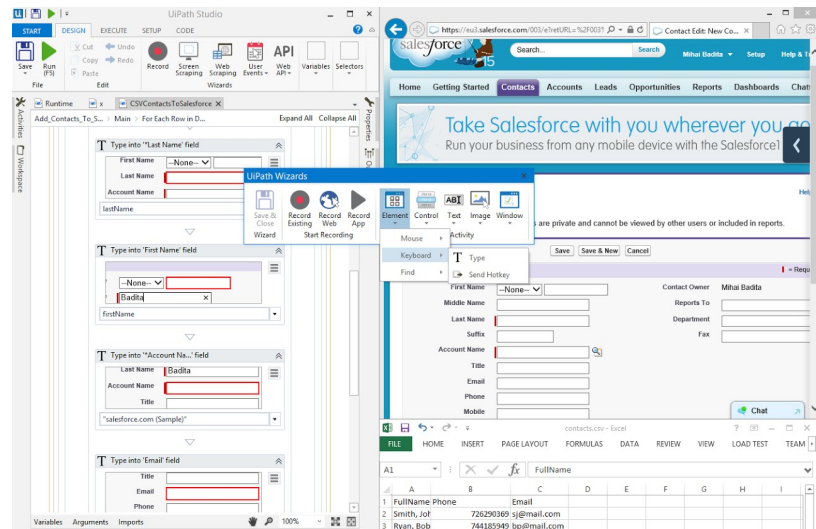 UiPath Studio
START DESIGN EXECUTE SETUP CODE
Save Run (F5) Cut Copy Paste Undo Redo Record Screen Scraping Web Scraping User Events API Web API Variables Selectors
File Edit Wizards
Runtime x CSVContactsToSalesforce
Add_Contacts_To_S... > Main > For Each Row in D... Expand All Collapse All
Activities
Workspace
Properties
Type into '*Last Name' field
First Name --None--
Last Name
Account Name
lastName
Type into 'First Name' field
--None--
Badita
firstName
Type into '*Account Na...' field
Last Name Badita
Account Name
Title
"salesforce.com (Sample)"
Type into 'Email' field
Title
Email
Phone
Variables Arguments Imports 100%
UiPath Wizards
Save & Close Record Existing Record Web Record App Element Control Text Image Window
Wizard Start Recording Activity
Mouse
Keyboard
Find
Type
Send Hotkey
https://eu3.salesforce.com/003/e?retURL=%2F003 Contact Edit: New Co...
salesforce 15
Search... Search Mihai Badita Setup Help &
Home Getting Started Contacts Accounts Leads Opportunities Reports Dashboards
Take Salesforce with you wherever you go
Run your business from any mobile device with the Salesforce1
are private and cannot be viewed by other users or included in reports.
Save Save & New Cancel
First Name --None-- Contact Owner Mihai Badita
Middle Name Reports To
Last Name Department
Suffix Fax
Account Name
Title
Email
Phone
Mobile
Chat
contacts.csv - Excel
FILE HOME INSERT PAGE LAYOUT FORMULAS DATA REVIEW VIEW LOAD TEST TEAM
A1 fx FullName
A B C D E F G H I
1 FullName Phone Email
2 Smith, Joh 726290369 sj@mail.com
3 Ryan, Bob 744185949 bp@mail.com